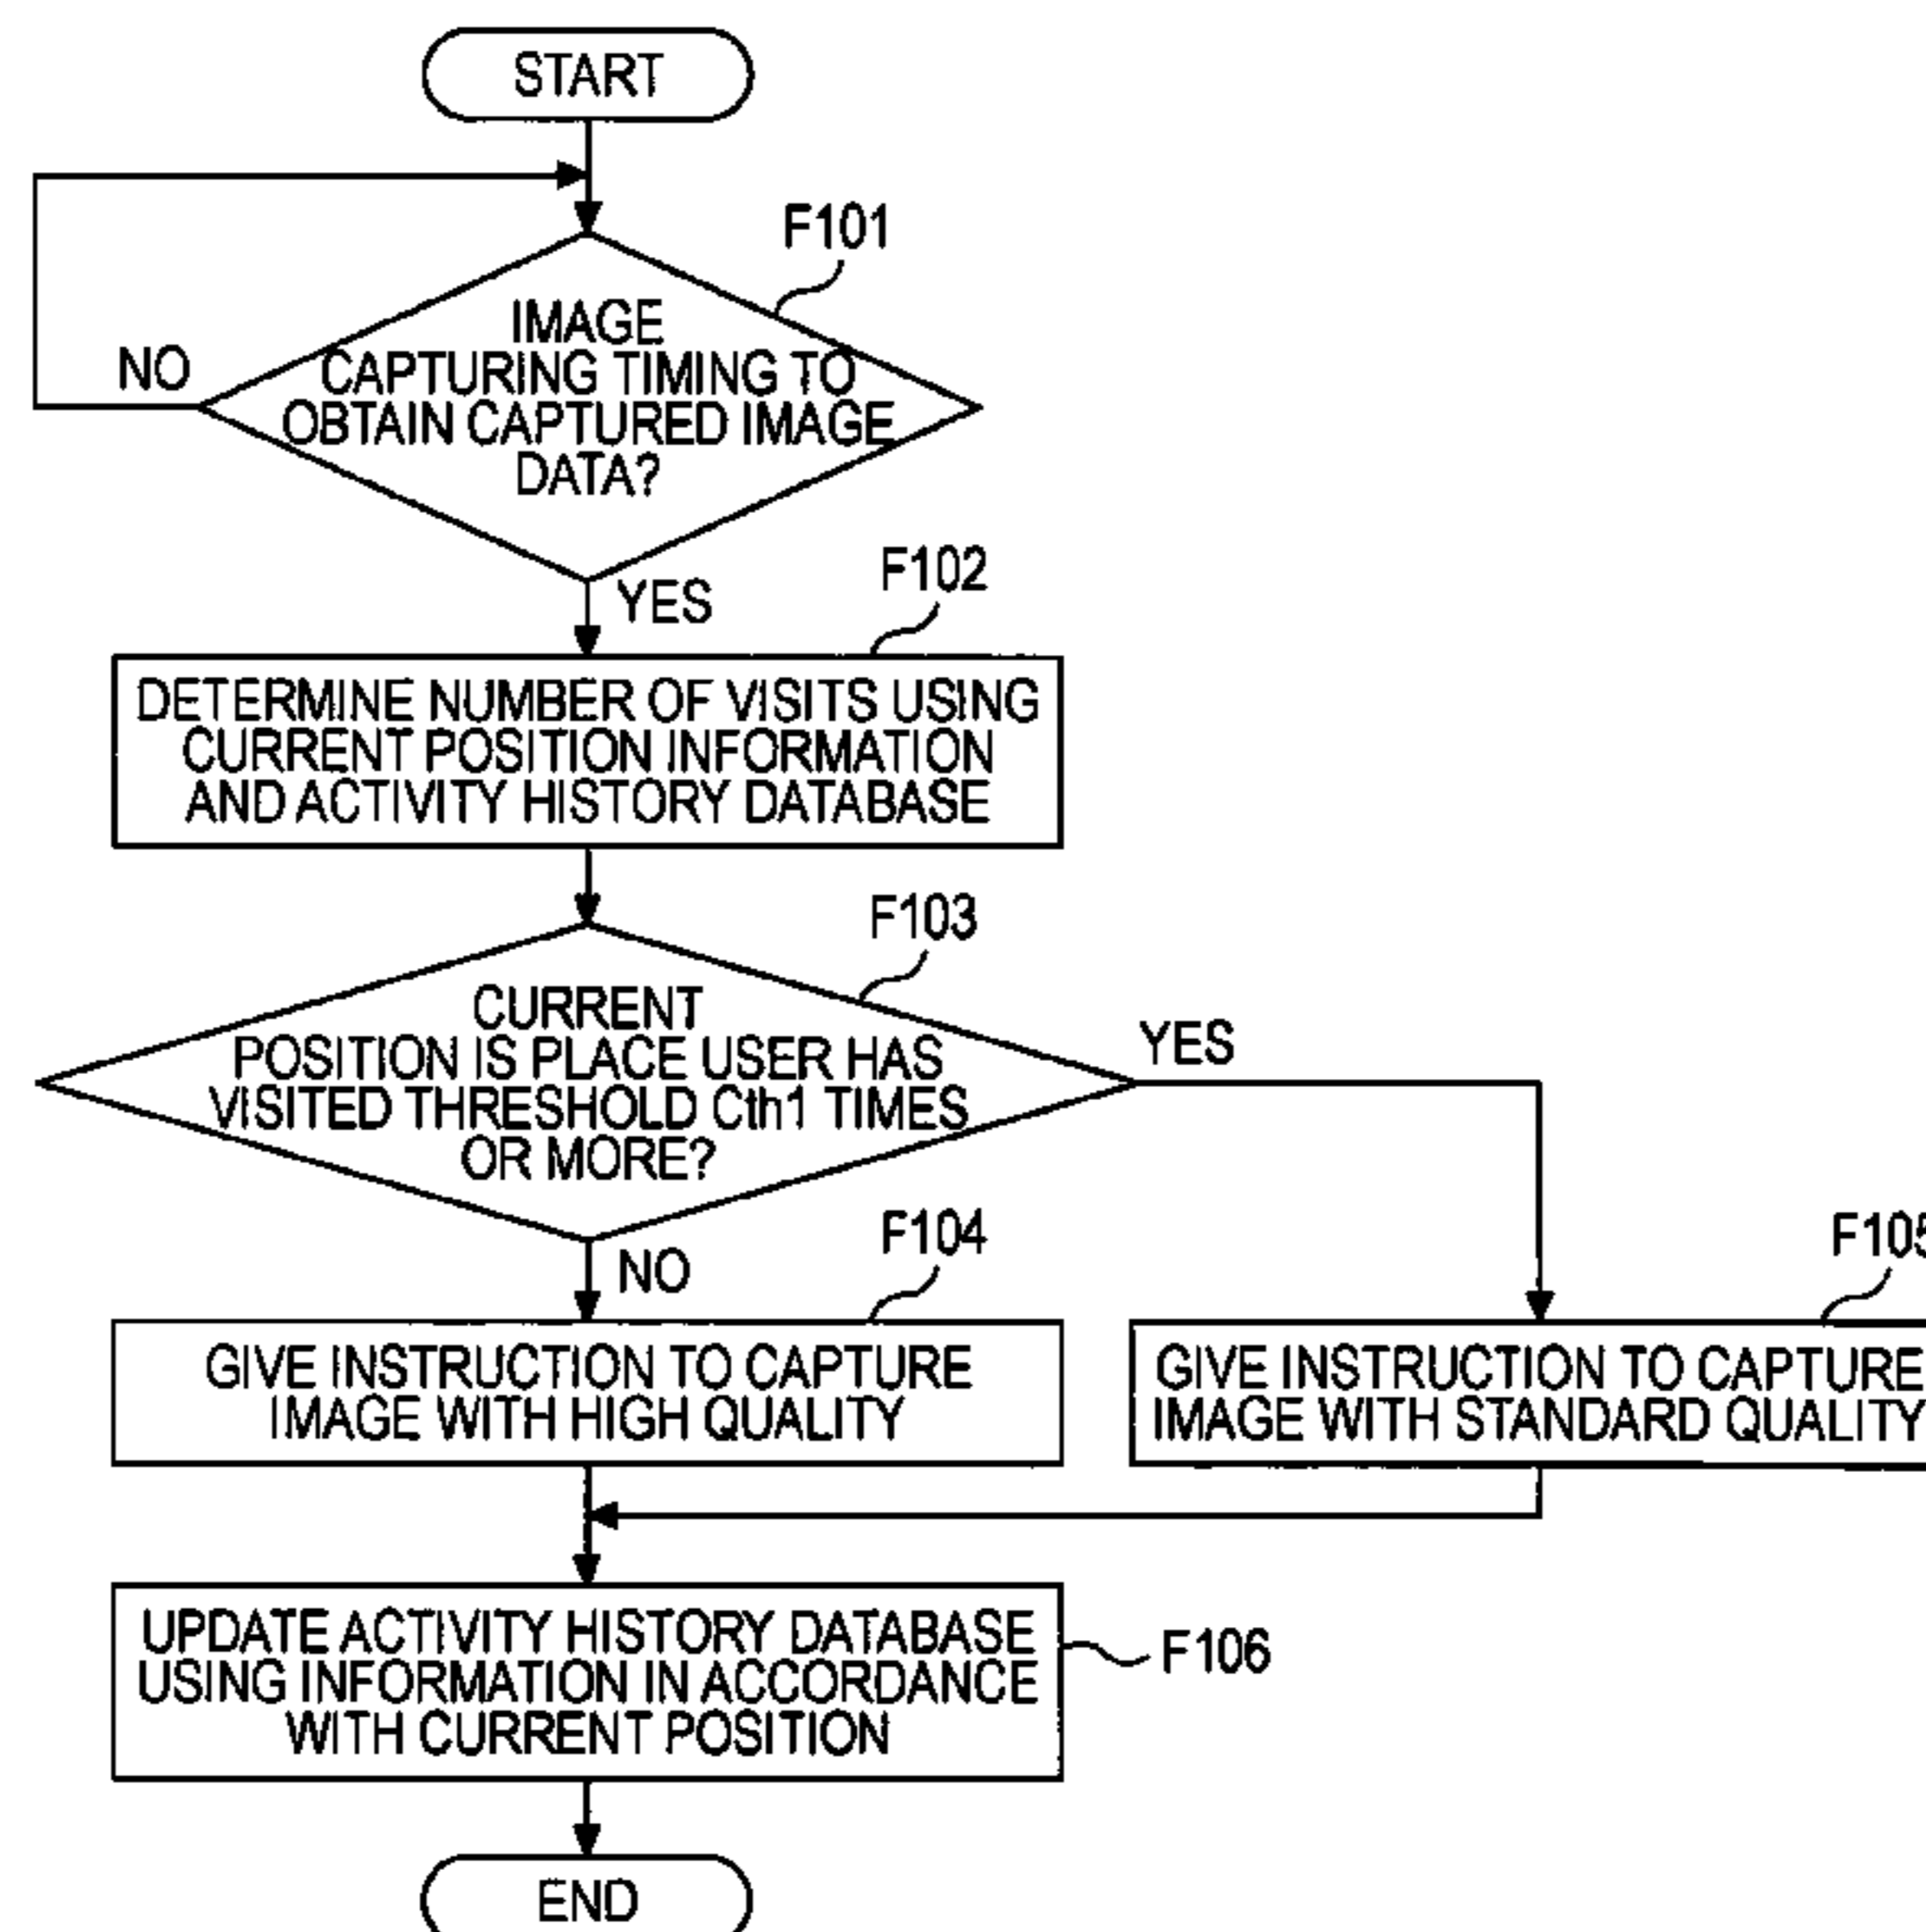 START
F101
IMAGE
CAPTURING TIMING TO
OBTAIN CAPTURED IMAGE
DATA?
NO
YES
F102
DETERMINE NUMBER OF VISITS USING
CURRENT POSITION INFORMATION
AND ACTIVITY HISTORY DATABASE
F103
CURRENT
POSITION IS PLACE USER HAS
VISITED THRESHOLD Cth1 TIMES
OR MORE?
YES
NO
F104
GIVE INSTRUCTION TO CAPTURE
IMAGE WITH HIGH QUALITY
F105
GIVE INSTRUCTION TO CAPTURE
IMAGE WITH STANDARD QUALITY
UPDATE ACTIVITY HISTORY DATABASE
USING INFORMATION IN ACCORDANCE
WITH CURRENT POSITION
F106
END